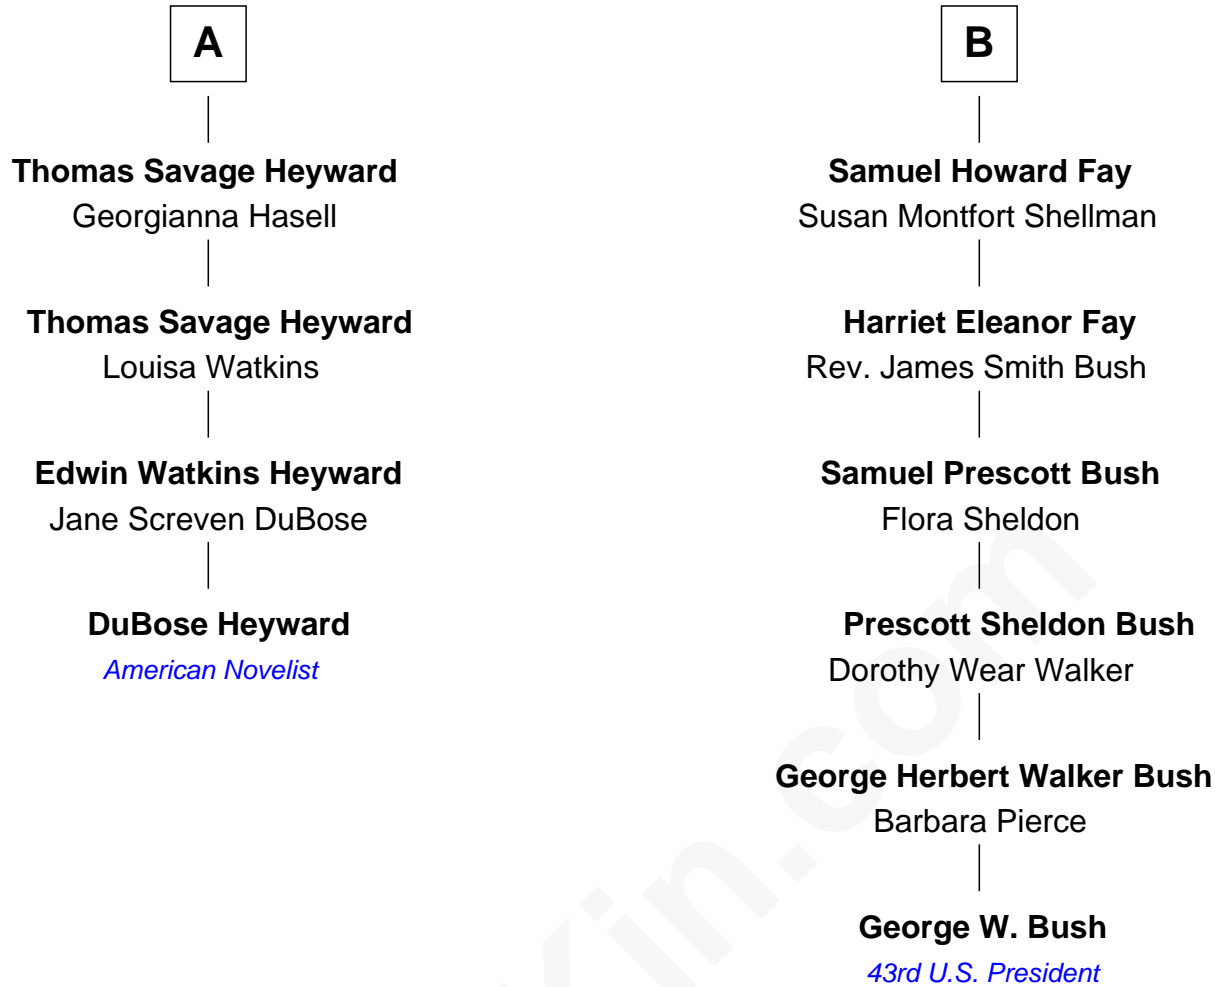 A
Thomas Savage Heyward
Georgianna Hasell
Thomas Savage Heyward
Louisa Watkins
Edwin Watkins Heyward
Jane Screven DuBose
DuBose Heyward
American Novelist
B
Samuel Howard Fay
Susan Montfort Shellman
Harriet Eleanor Fay
Rev. James Smith Bush
Samuel Prescott Bush
Flora Sheldon
Prescott Sheldon Bush
Dorothy Wear Walker
George Herbert Walker Bush
Barbara Pierce
George W. Bush
43rd U.S. President